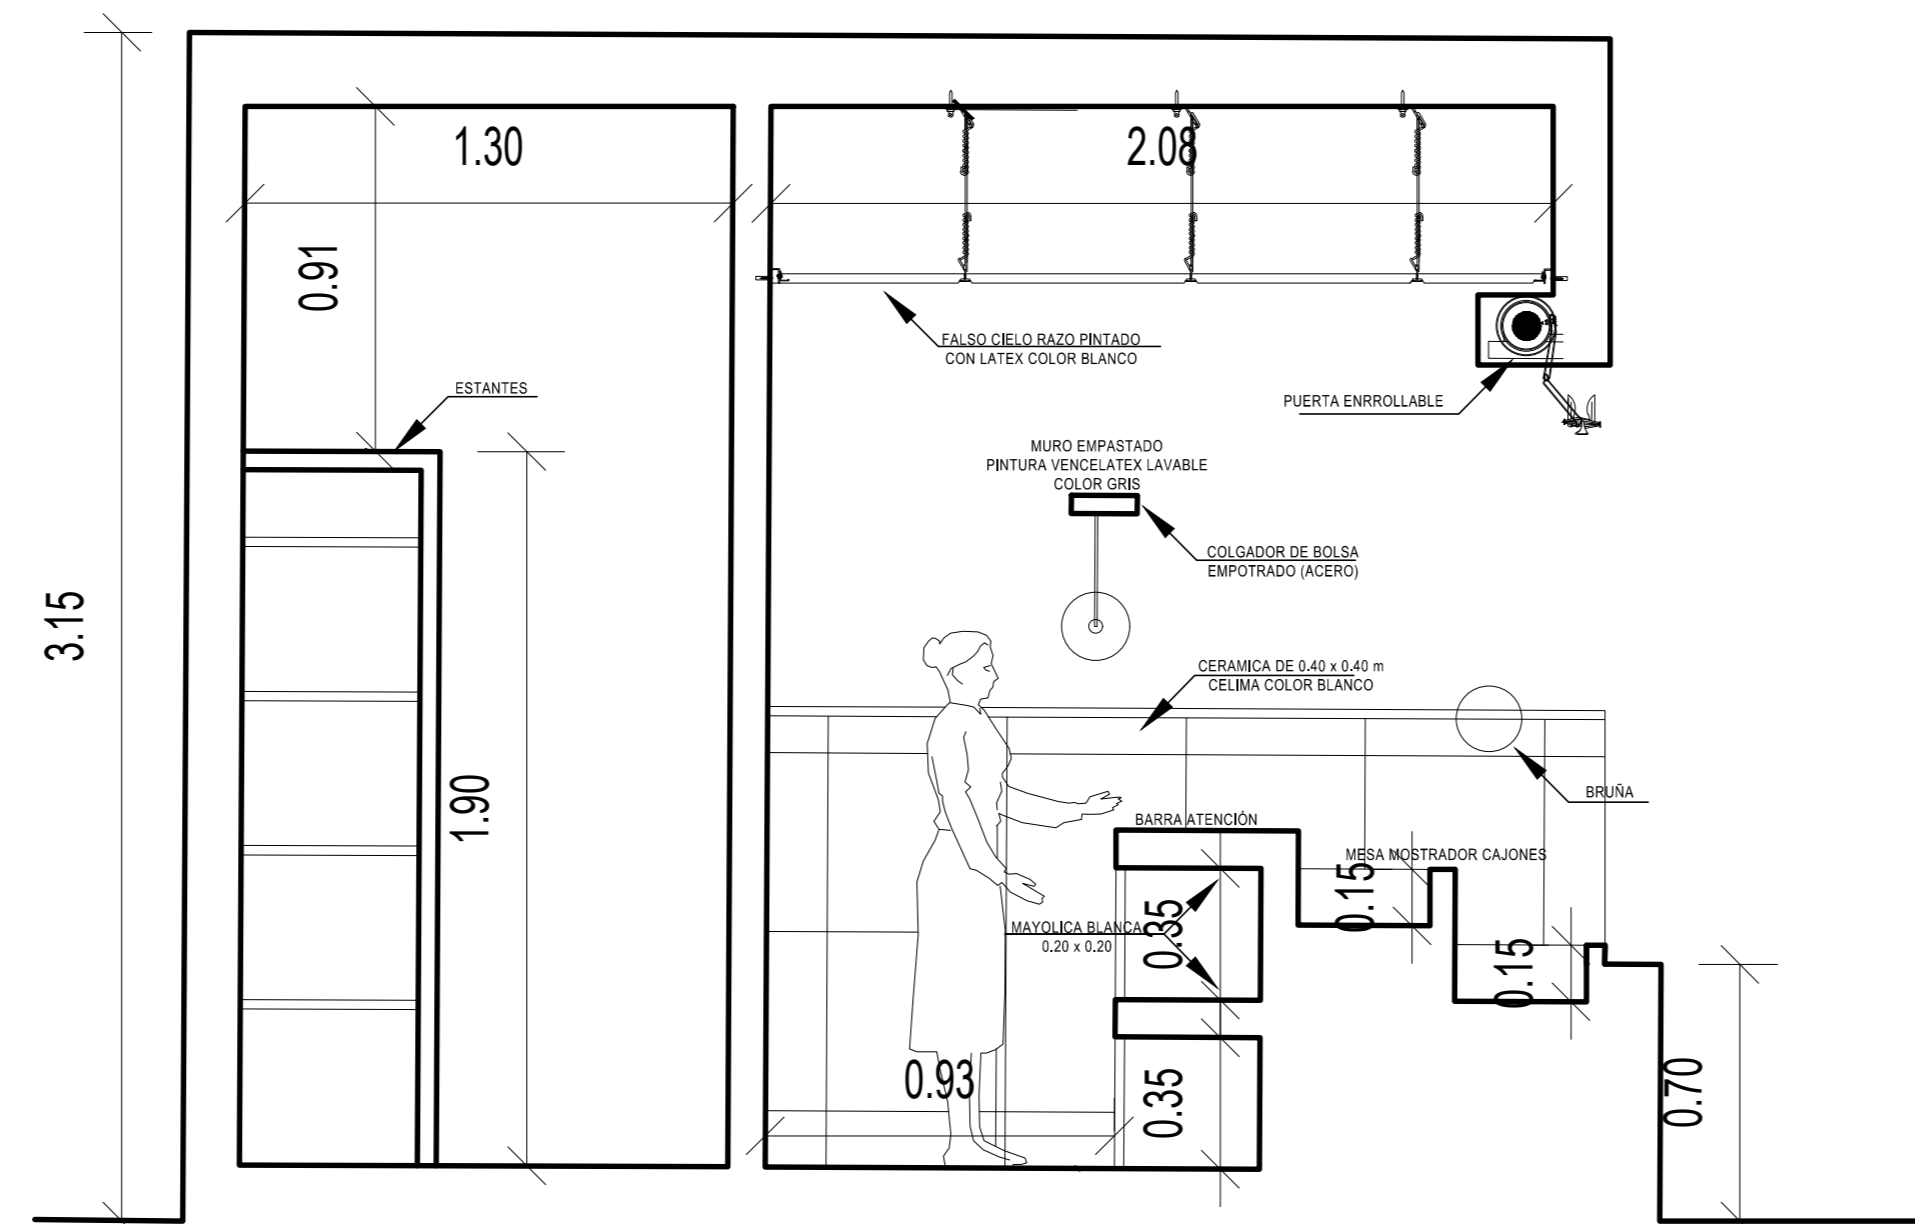 1.30
2.08
0.91
FALSO CIELO RAZO PINTADO
CON LATEX COLOR BLANCO
ESTANTES
PUERTA ENRROLLABLE
MURO EMPASTADO
PINTURA VENCELATEX LAVABLE
COLOR GRIS
COLGADOR DE BOLSA
EMPOTRADO (ACERO)
3.15
CERAMICA DE 0.40 x 0.40 m
CELIMA COLOR BLANCO
1.90
BRUÑA
BARRA ATENCIÓN
MESA MOSTRADOR CAJONES
0.15
MAYOLICA BLANCA
0.20 x 0.20
0.35
0.15
0.93
0.35
0.70